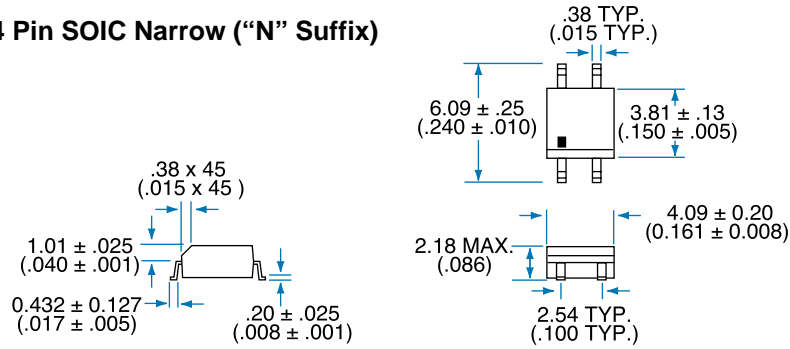 4 Pin SOIC Narrow (“N” Suffix)
.38 TYP.
(.015 TYP.)
6.09 ± .25
(.240 ± .010)
3.81 ± .13
(.150 ± .005)
.38 x 45
(.015 x 45 )
1.01 ± .025
(.040 ± .001)
0.432 ± 0.127
(.017 ± .005)
.20 ± .025
(.008 ± .001)
4.09 ± 0.20
(0.161 ± 0.008)
2.18 MAX.
(.086)
2.54 TYP.
(.100 TYP.)